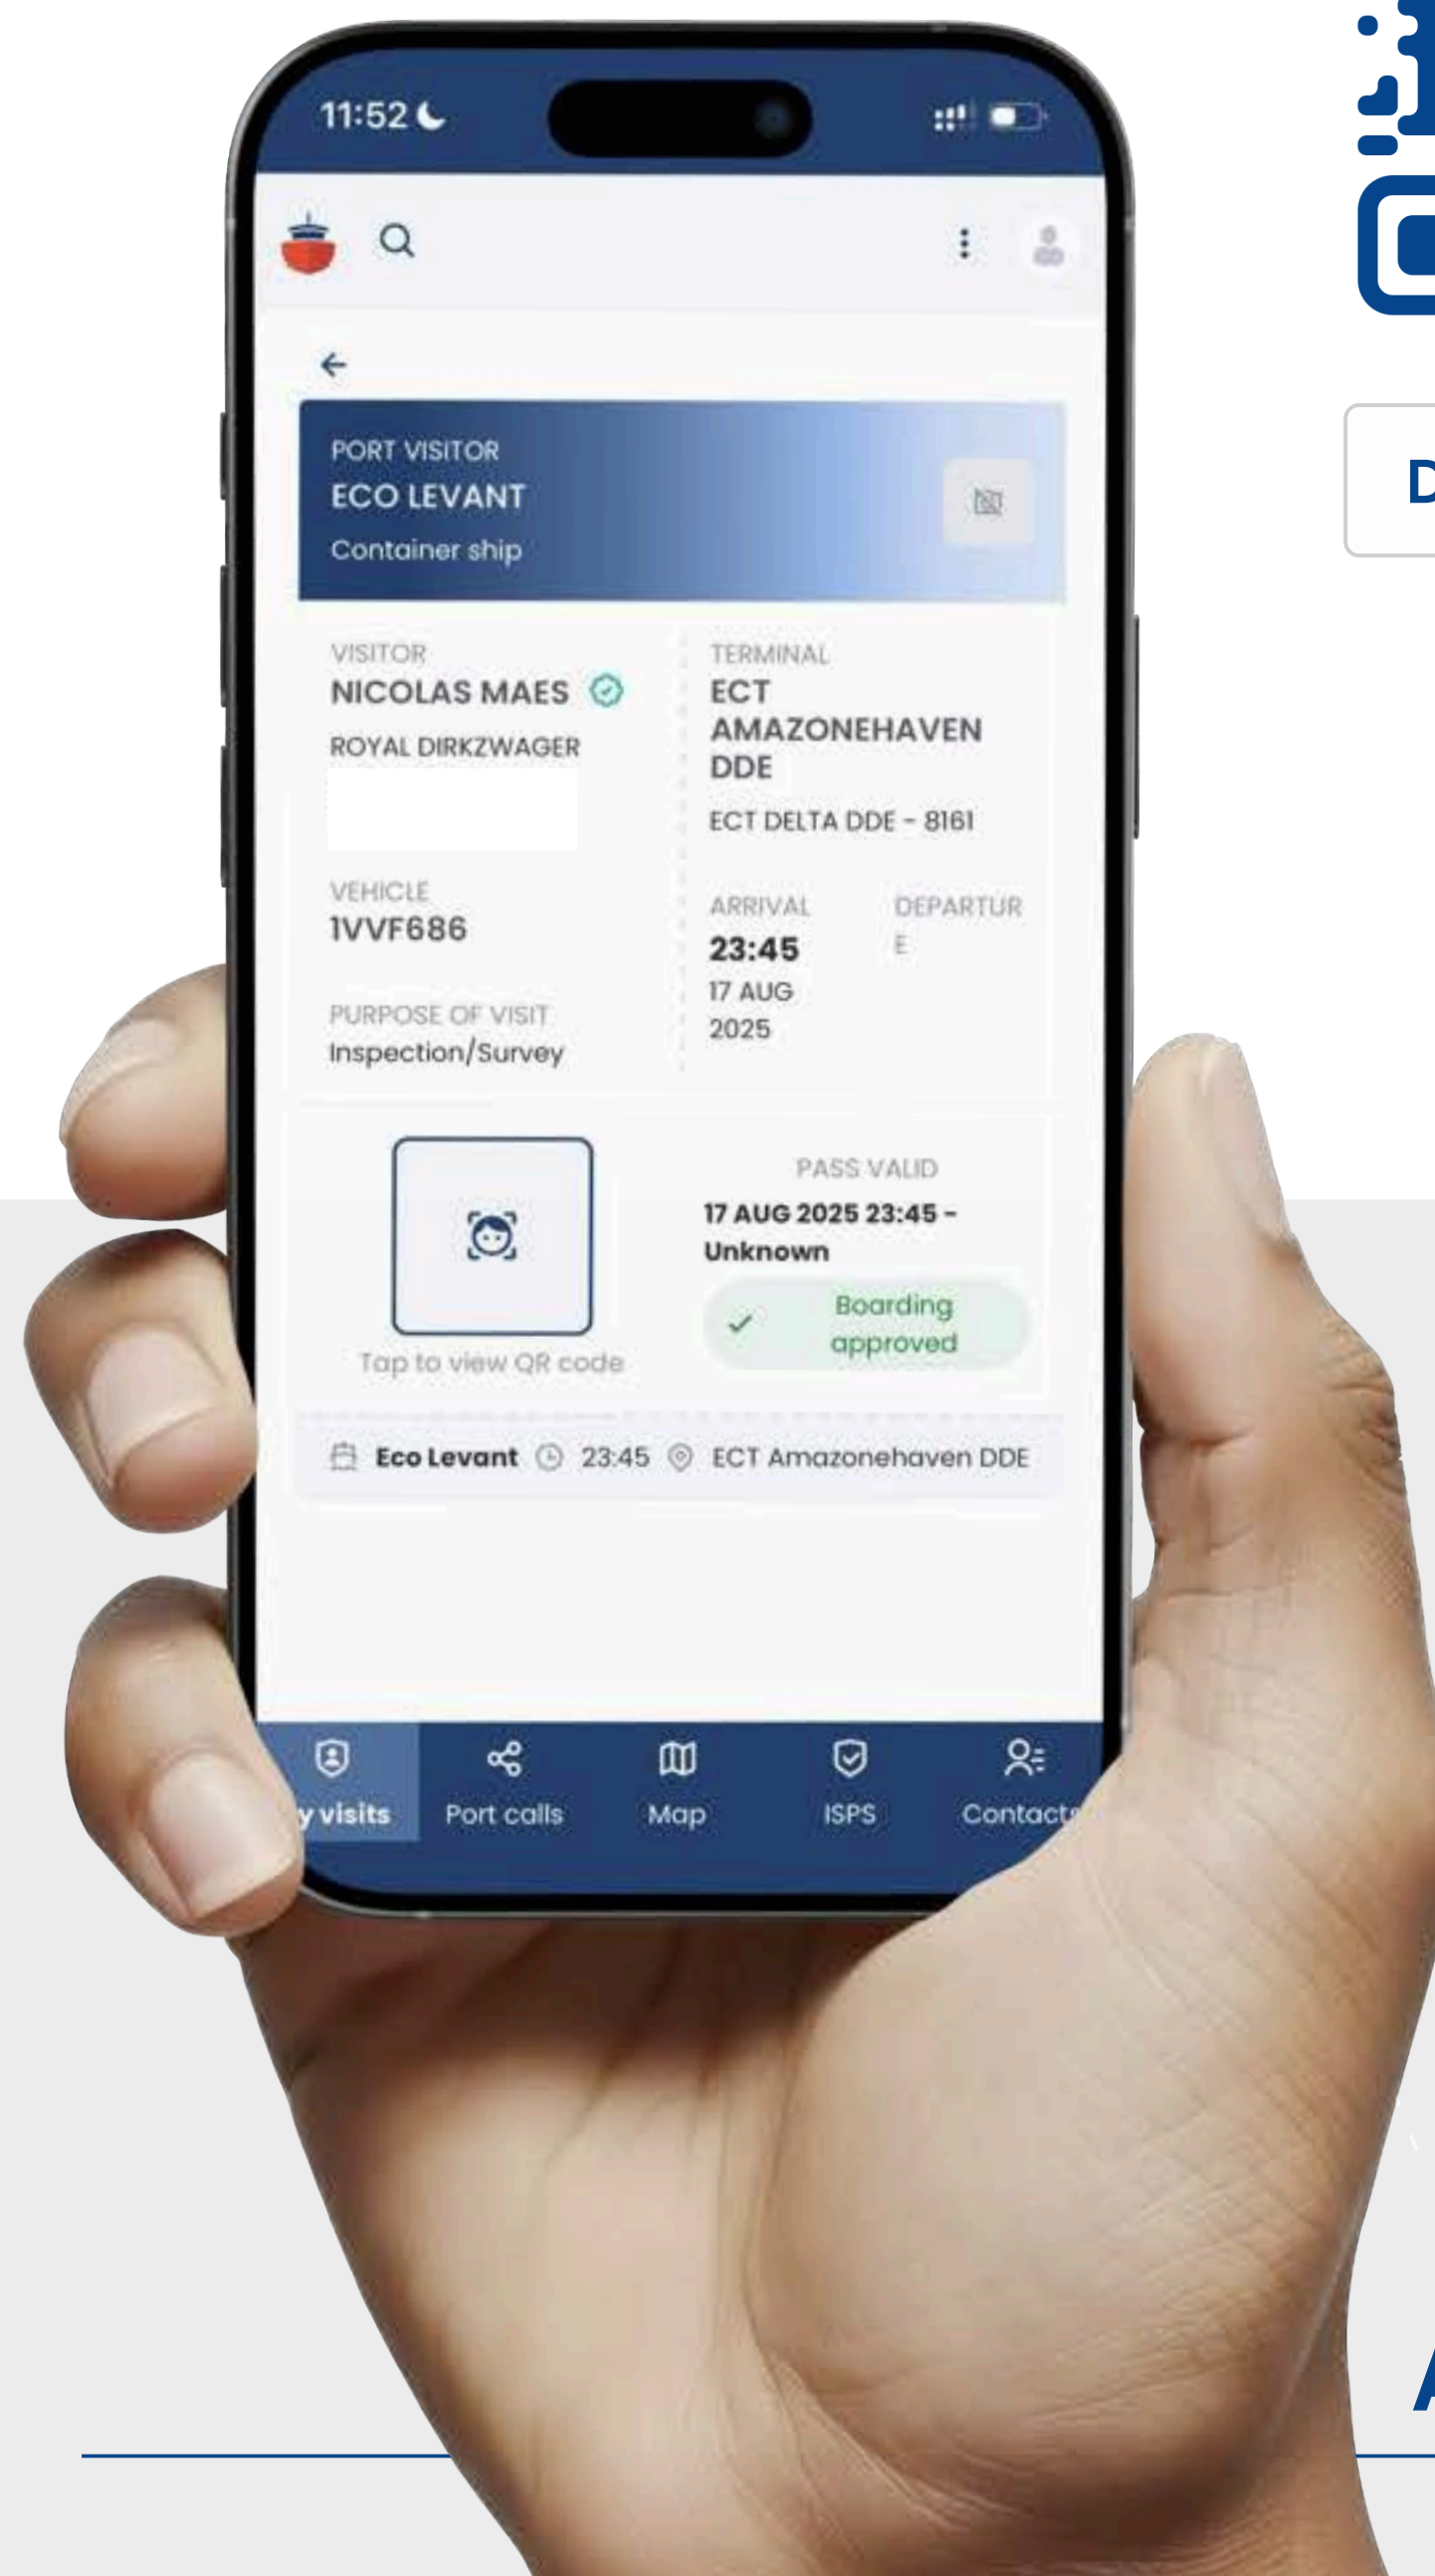 11:52
PORT VISITOR
ECO LEVANT
Container ship
VISITOR
NICOLAS MAES
ROYAL DIRKZWAGER
VEHICLE
1VVF686
PURPOSE OF VISIT
Inspection/Survey
TERMINAL
ECT
AMAZONEHAVEN
DDE
ECT DELTA DDE - 8161
ARRIVAL
23:45
17 AUG
2025
DEPARTUR
E
Tap to view QR code
PASS VALID
17 AUG 2025 23:45 -
Unknown
Boarding
approved
Eco Levant 23:45 ECT Amazonehaven DDE
y visits Port calls Map ISPS Contacts
D
A